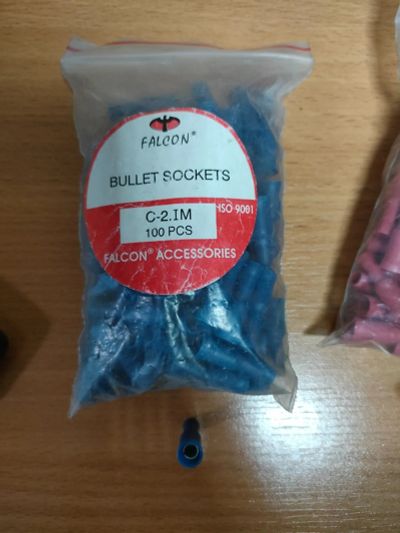 FALCON®
BULLET SOCKETS
C-2.IM
100 PCS
ISO 9001
FALCON® ACCESSORIES